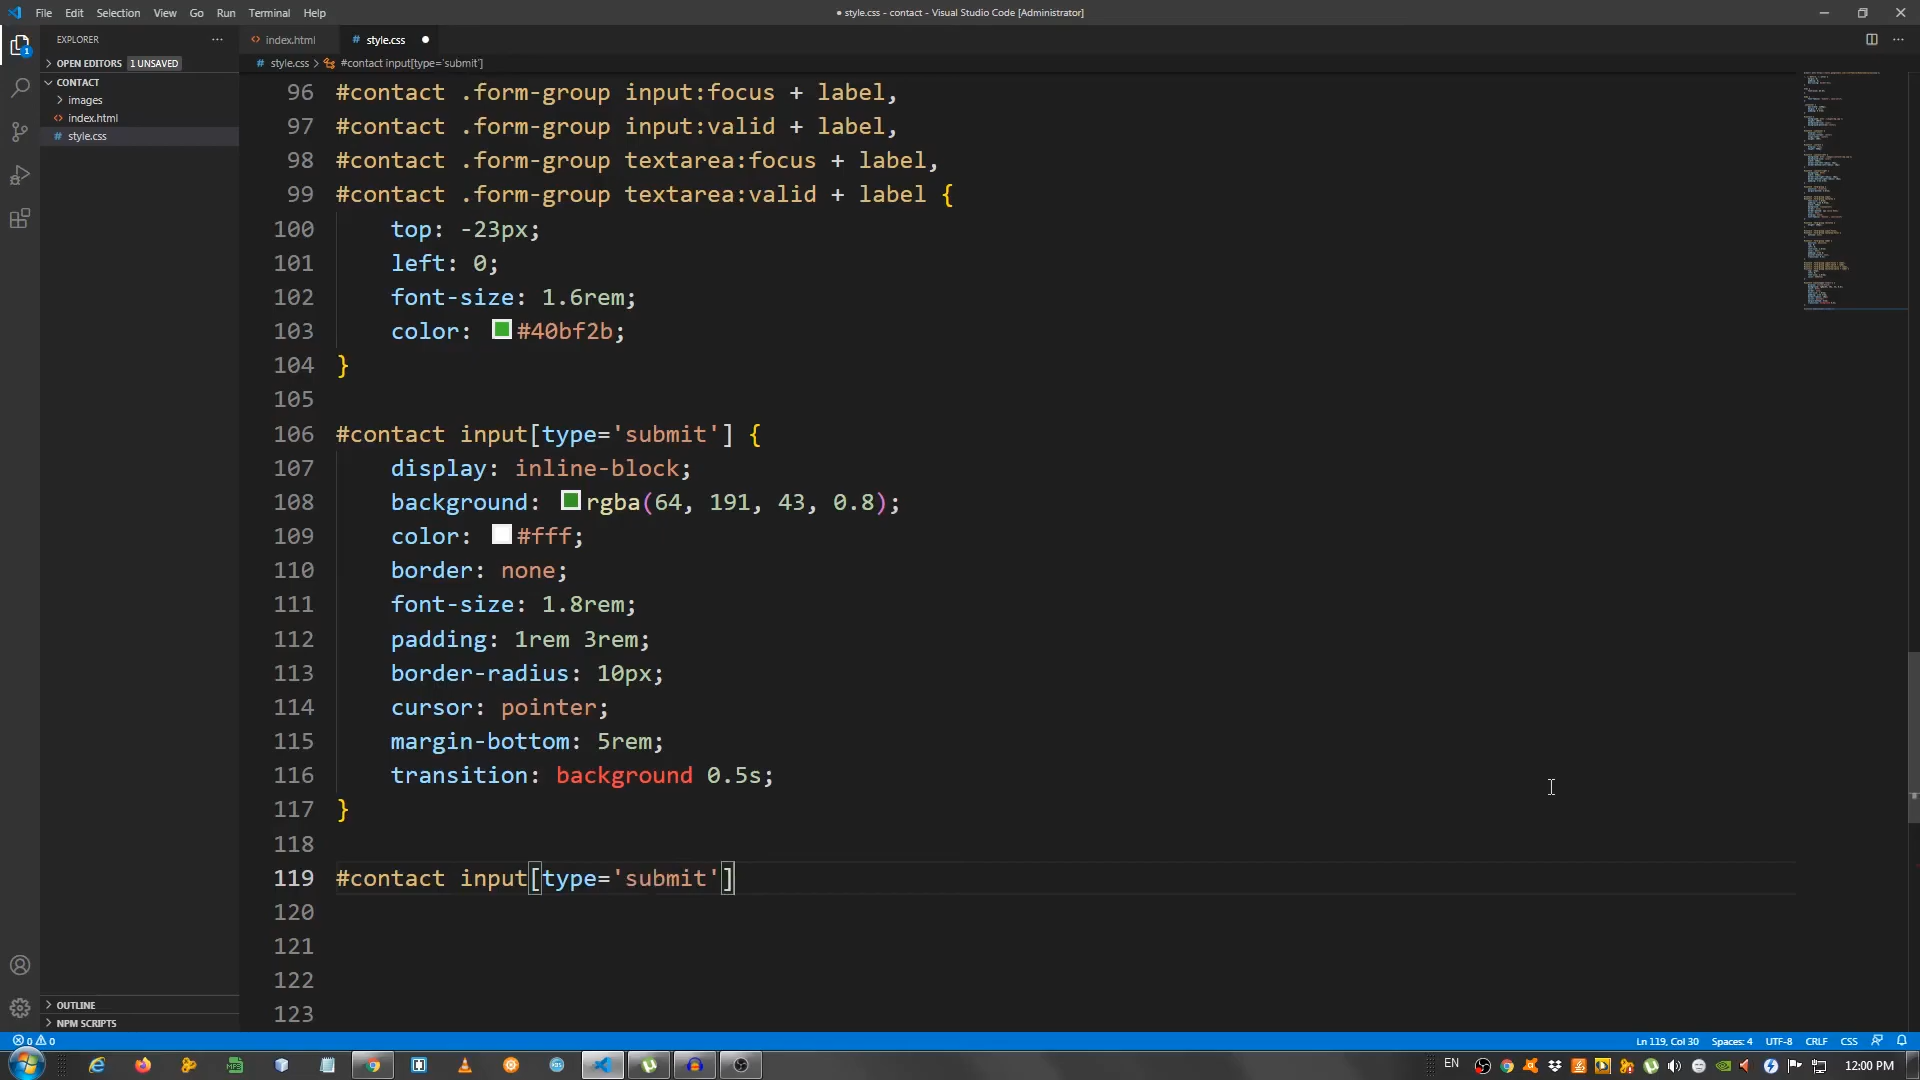 File Edit Selection View Go Run Terminal Help
● style.css - contact - Visual Studio Code [Administrator]
EXPLORER
index.html
# style.css
OPEN EDITORS 1 UNSAVED
# style.css > #contact input[type='submit']
CONTACT
images
index.html
# style.css
96 #contact .form-group input:focus + label,
97 #contact .form-group input:valid + label,
98 #contact .form-group textarea:focus + label,
99 #contact .form-group textarea:valid + label {
100 top: -23px;
101 left: 0;
102 font-size: 1.6rem;
103 color: #40bf2b;
104 }
105
106 #contact input[type='submit'] {
107 display: inline-block;
108 background: rgba(64, 191, 43, 0.8);
109 color: #fff;
110 border: none;
111 font-size: 1.8rem;
112 padding: 1rem 3rem;
113 border-radius: 10px;
114 cursor: pointer;
115 margin-bottom: 5rem;
116 transition: background 0.5s;
117 }
118
119 #contact input[type='submit']
120
121
122
123
OUTLINE
NPM SCRIPTS
0 0
Ln 119, Col 30 Spaces: 4 UTF-8 CRLF CSS
EN
12:00 PM